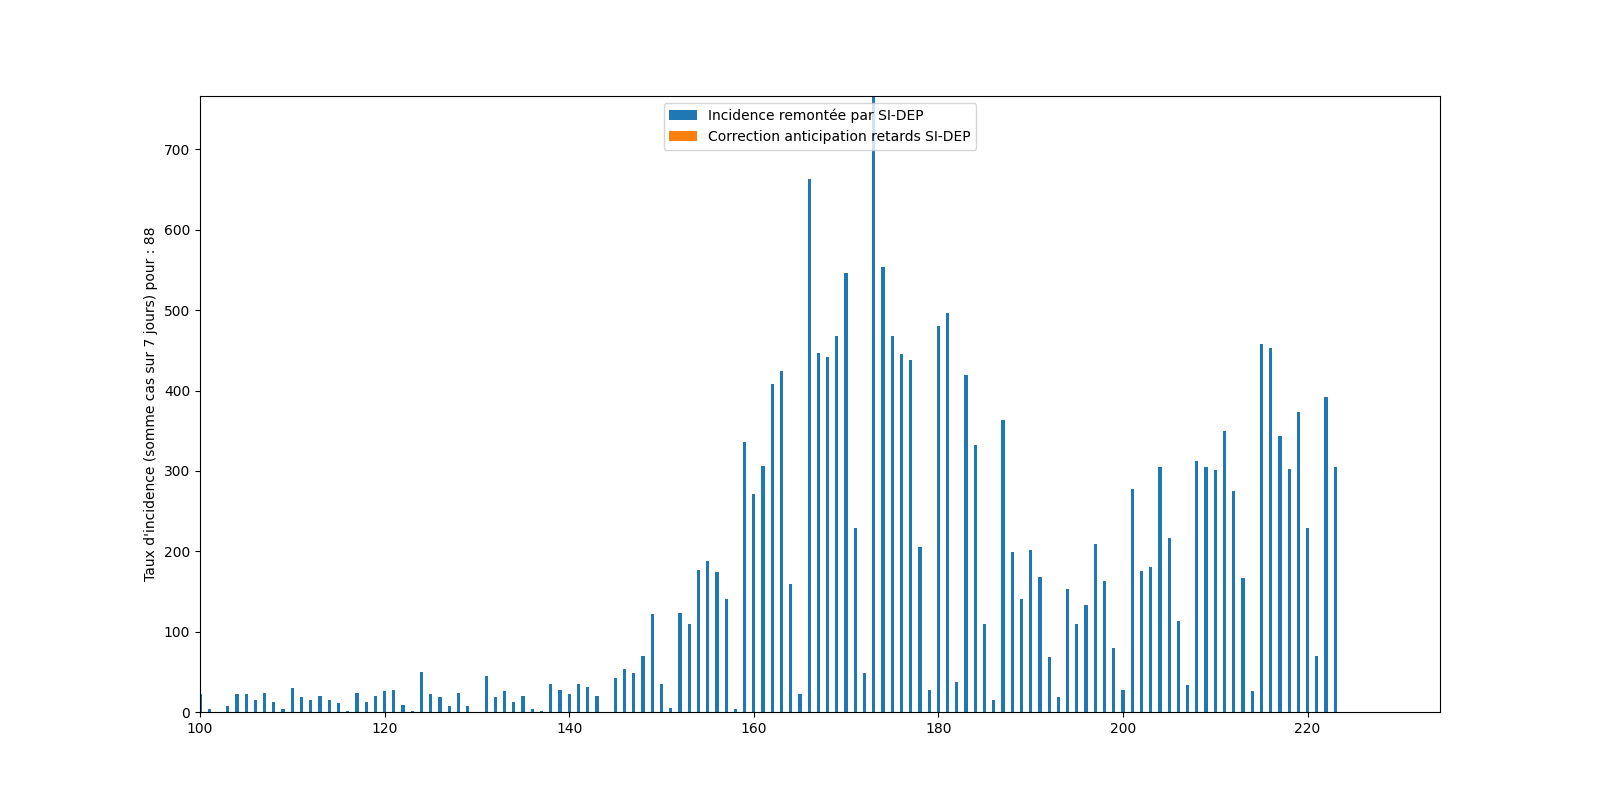 Incidence remontée par SI-DEP
Correction anticipation retards SI-DEP
Taux d'incidence (somme cas sur 7 jours) pour : 88
700
600
500
400
300
200
100
0
100 120 140 160 180 200 220